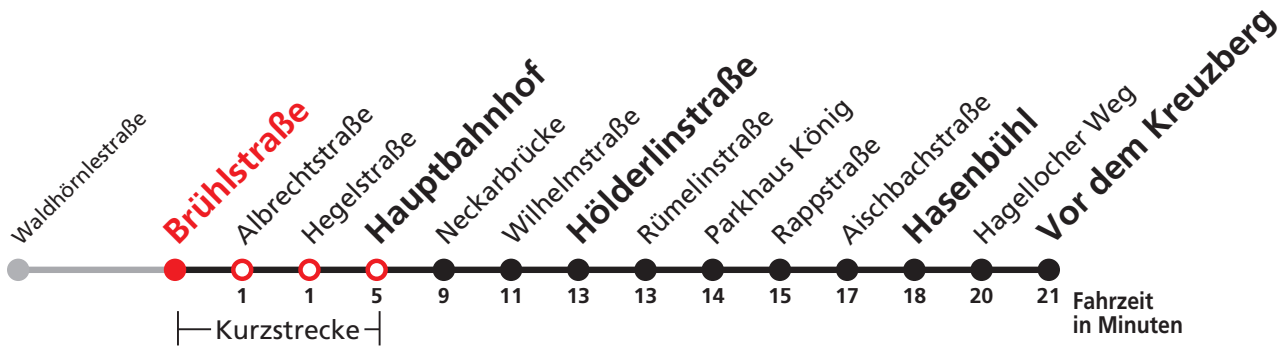 Waldhörnlestraße
Brühlstraße
Albrechtstraße
Hegelstraße
Hauptbahnhof
Neckarbrücke
Wilhelmstraße
Hölderlinstraße
Rümelinstraße
Parkhaus König
Rappstraße
Aischbachstraße
Hasenbühl
Hagellocher Weg
Vor dem Kreuzberg
1 1 5 9 11 13 13 14 15 17 18 20 21
Fahrzeit
in Minuten
Kurzstrecke